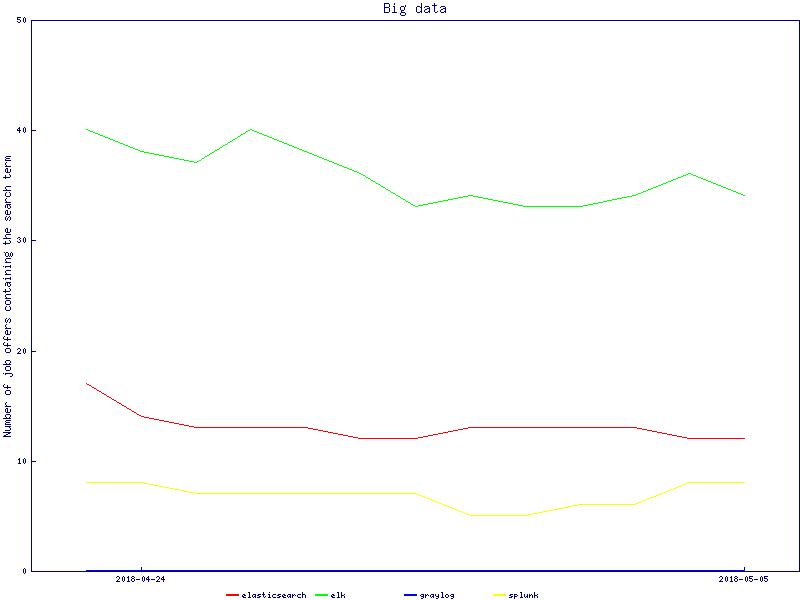 Big data
50
40
30
20
10
0
Number of job offers containing the search term
2018-04-24 2018-05-05
elasticsearch elk graylog splunk